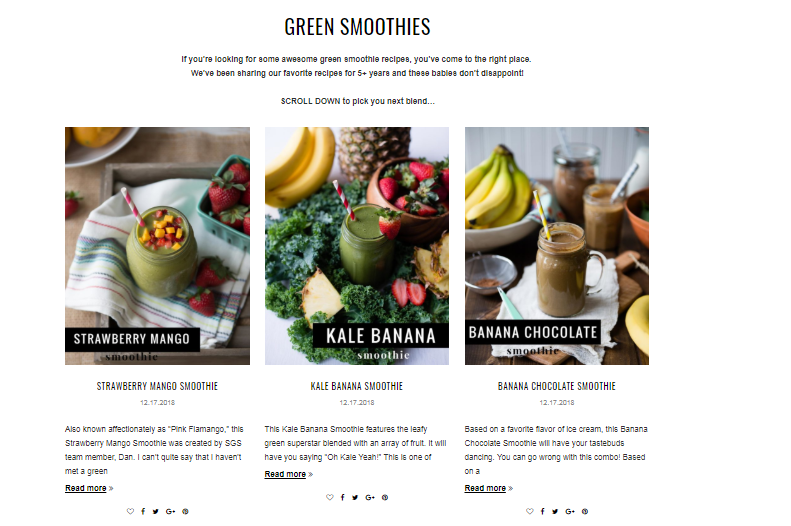 GREEN SMOOTHIES
If you're looking for some awesome green smoothie recipes, you've come to the right place.
We've been sharing our favorite recipes for 5+ years and these babies don't disappoint!
SCROLL DOWN to pick you next blend...
STRAWBERRY MANGO
smoothie
STRAWBERRY MANGO SMOOTHIE
12.17.2018
Also known affectionately as "Pink Flamango," this
Strawberry Mango Smoothie was created by SGS
team member, Dan. I can't quite say that I haven't
met a green
Read more »
G+
KALE BANANA
smoothie
KALE BANANA SMOOTHIE
12.17.2018
This Kale Banana Smoothie features the leafy
green superstar blended with an array of fruit. It will
have you saying "Oh Kale Yeah!" This is one of
Read more »
G+
BANANA CHOCOLATE
smoothie
BANANA CHOCOLATE SMOOTHIE
12.17.2018
Based on a favorite flavor of ice cream, this Banana
Chocolate Smoothie will have your tastebuds
dancing. You can go wrong with this combo! Based
on a
Read more »
G+